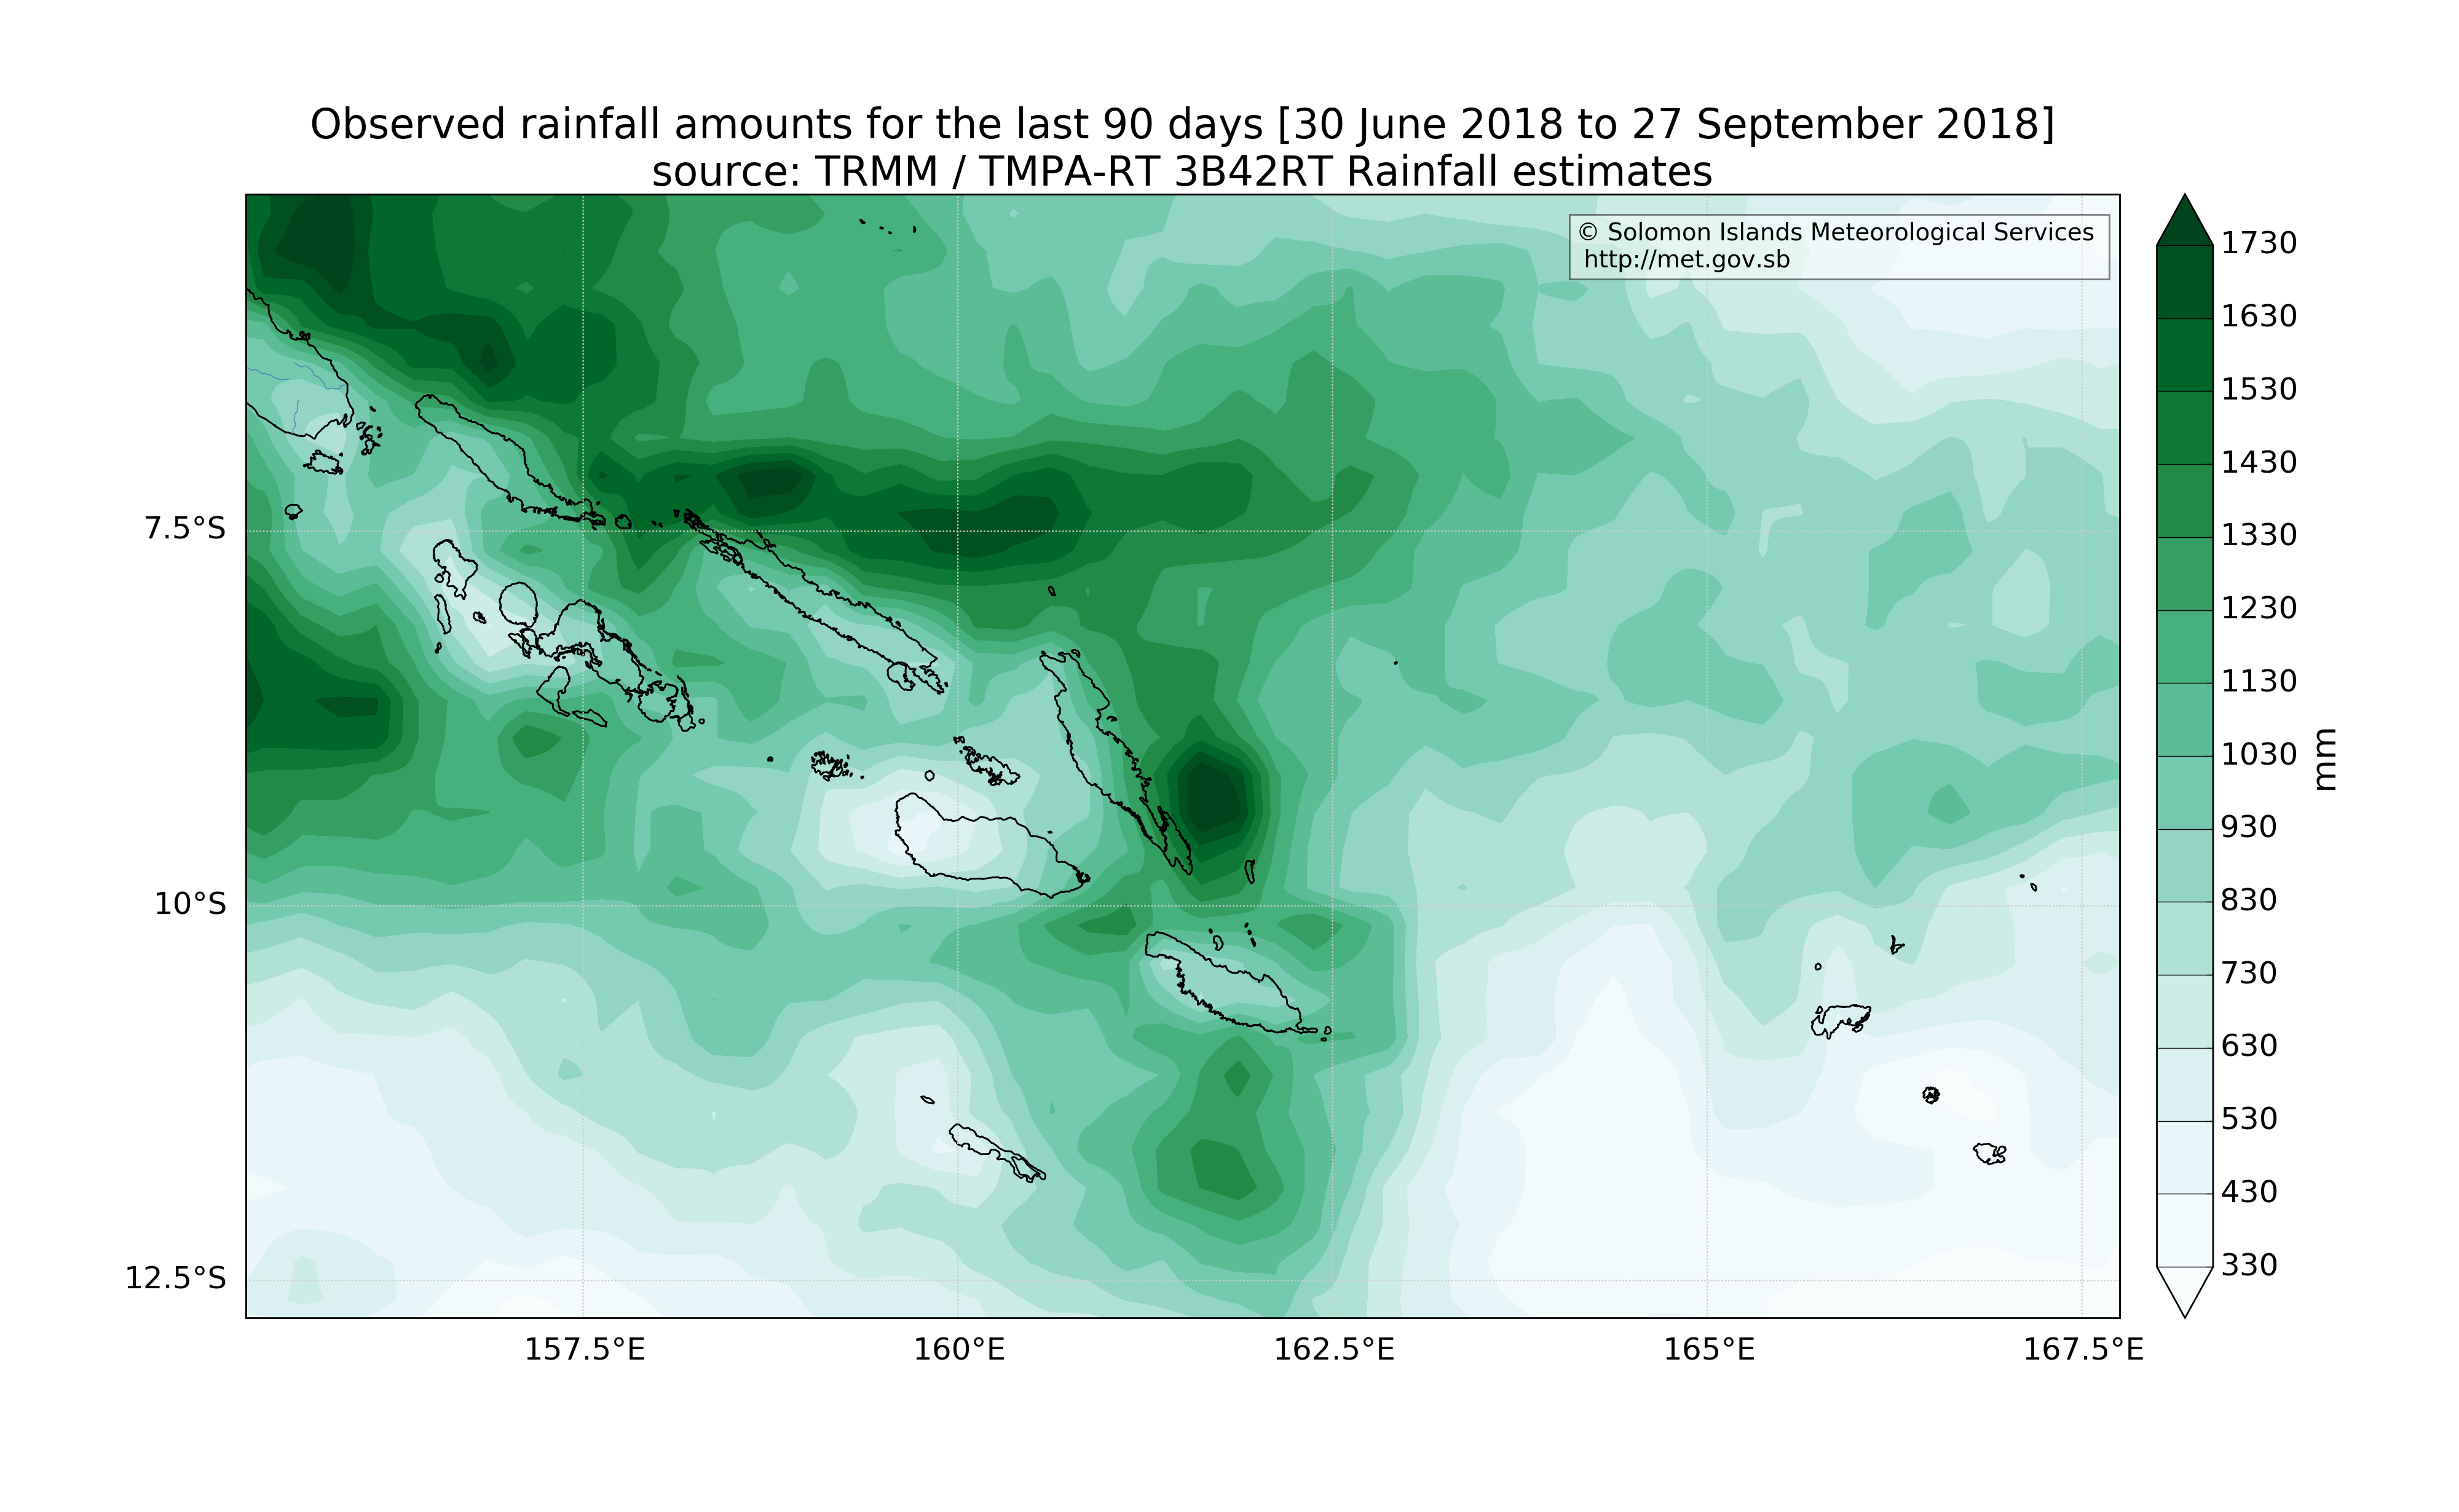 Observed rainfall amounts for the last 90 days [30 June 2018 to 27 September 2018]
source: TRMM / TMPA-RT 3B42RT Rainfall estimates
© Solomon Islands Meteorological Services
http://met.gov.sb
7.5°S
10°S
12.5°S
157.5°E
160°E
162.5°E
165°E
167.5°E
1730
1630
1530
1430
1330
1230
1130
1030
930
830
730
630
530
430
330
mm